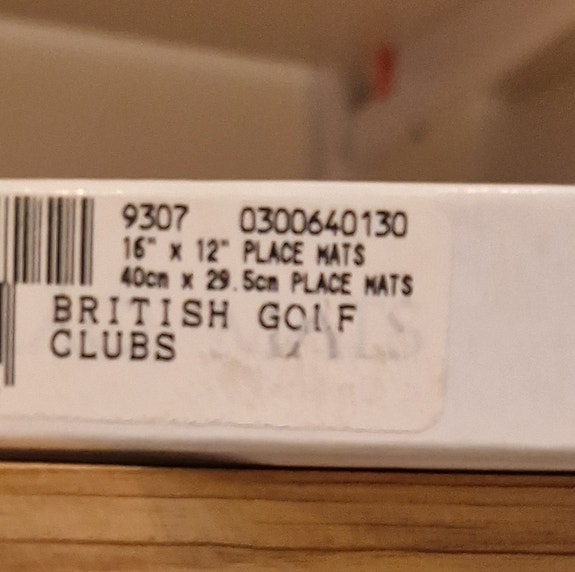 9307 0300640130
16" x 12" PLACE MATS
40cm x 29.5cm PLACE MATS
BRITISH GOLF
CLUBS